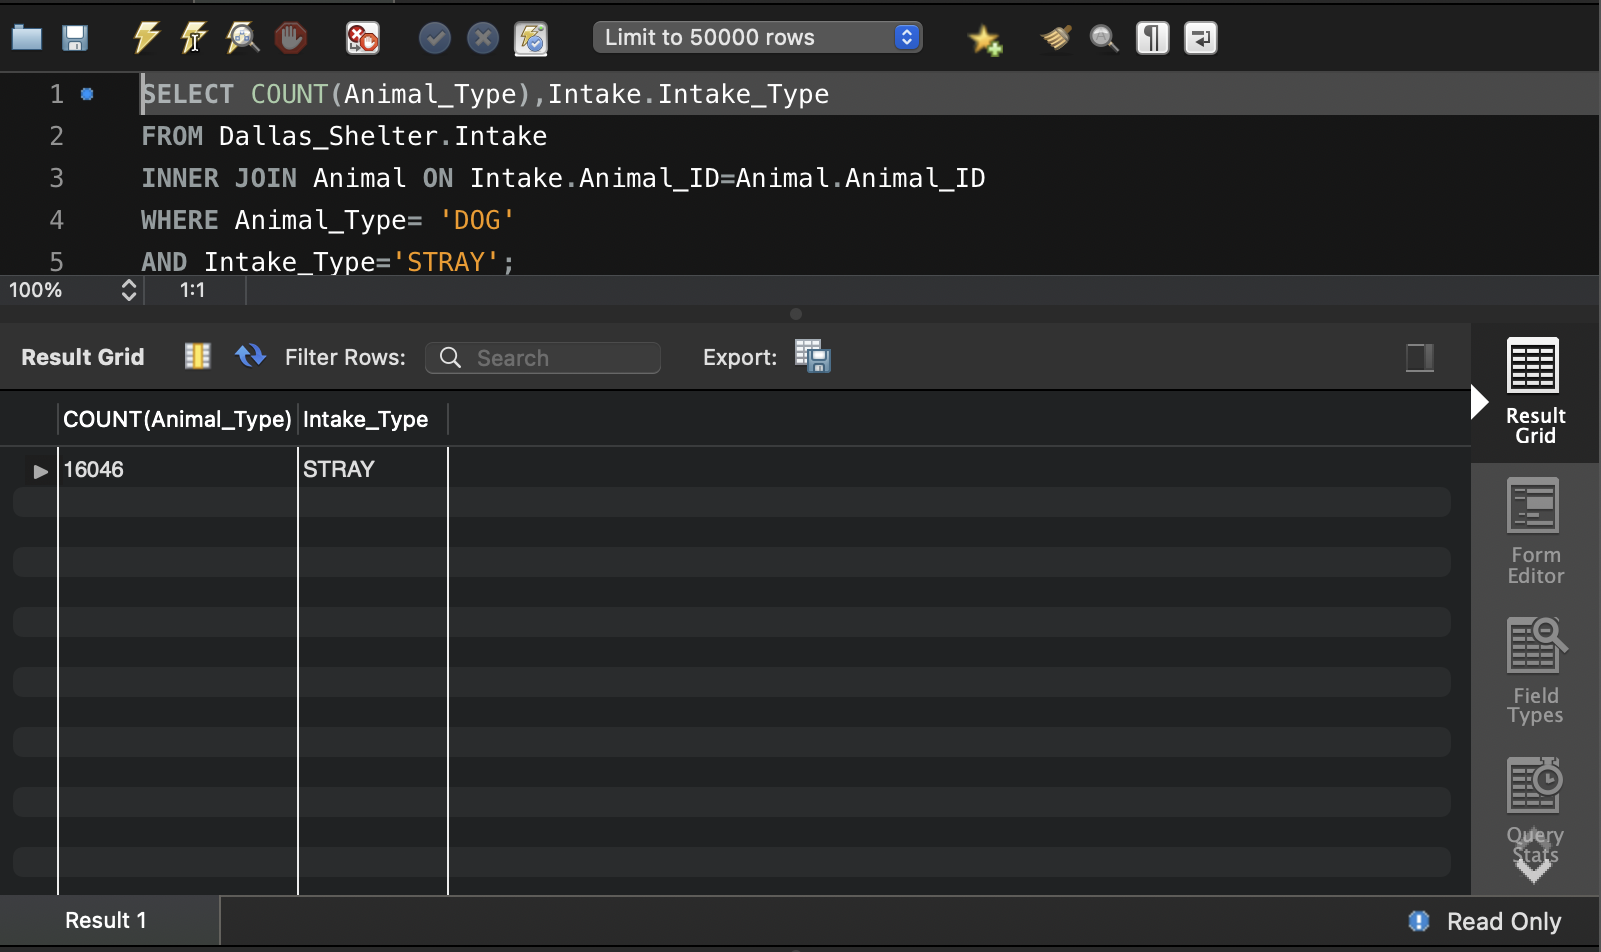 Limit to 50000 rows
1 SELECT COUNT(Animal_Type),Intake.Intake_Type
2 FROM Dallas_Shelter.Intake
3 INNER JOIN Animal ON Intake.Animal_ID=Animal.Animal_ID
4 WHERE Animal_Type= 'DOG'
5 AND Intake_Type='STRAY';
100% 1:1
Result Grid Filter Rows: Search Export:
COUNT(Animal_Type) Intake_Type
16046 STRAY
Result
Grid
Form
Editor
Field
Types
Query
Stats
Result 1 Read Only